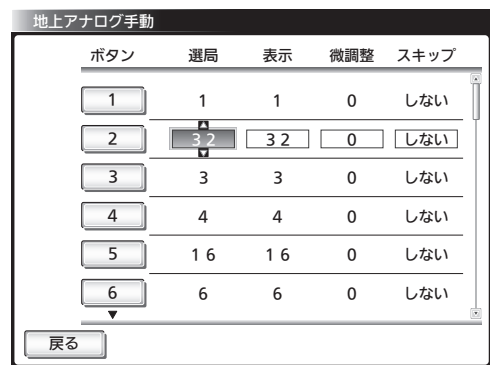 地上アナログ手動
ボタン 選局 表示 微調整 スキップ
1 1 1 0 しない
2 32 32 0 しない
3 3 3 0 しない
4 4 4 0 しない
5 16 16 0 しない
6 6 6 0 しない
戻る